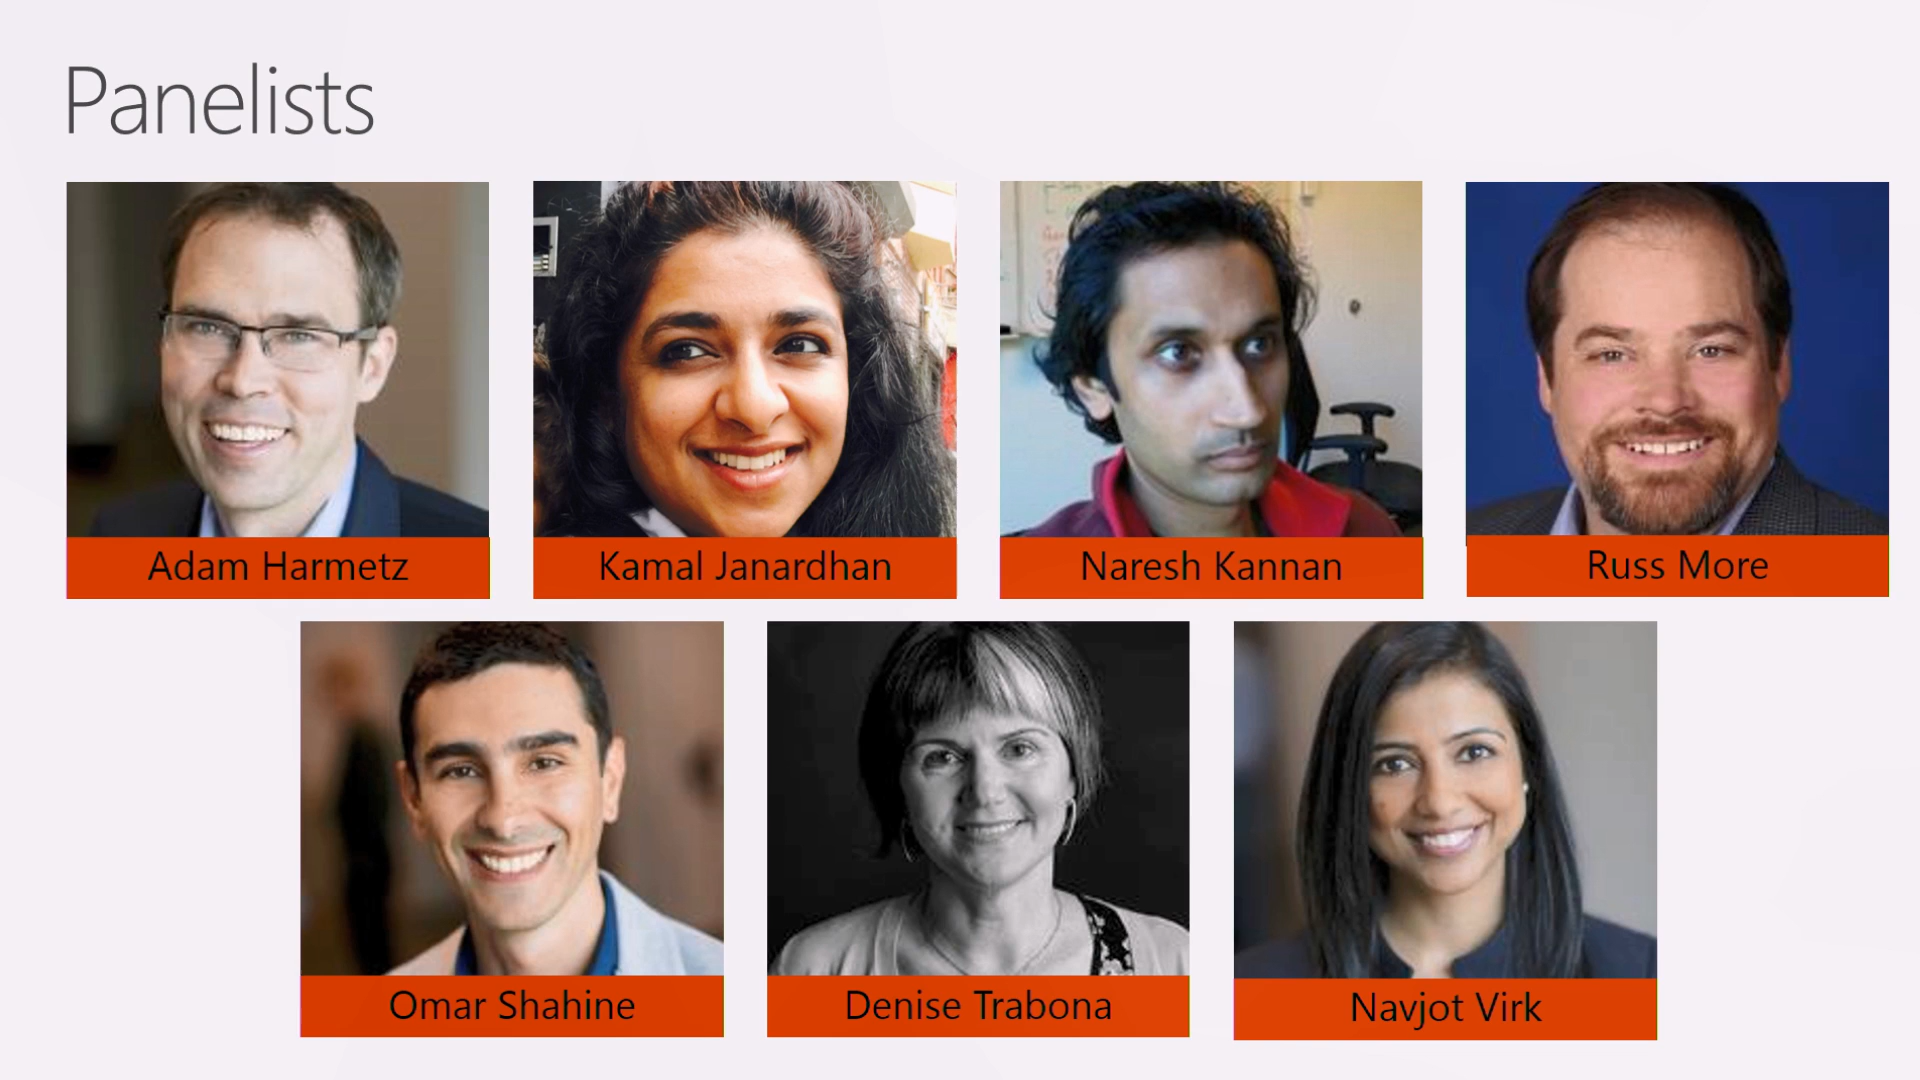 Panelists
Adam Harmetz
Kamal Janardhan
Naresh Kannan
Russ More
Omar Shahine
Denise Trabona
Navjot Virk